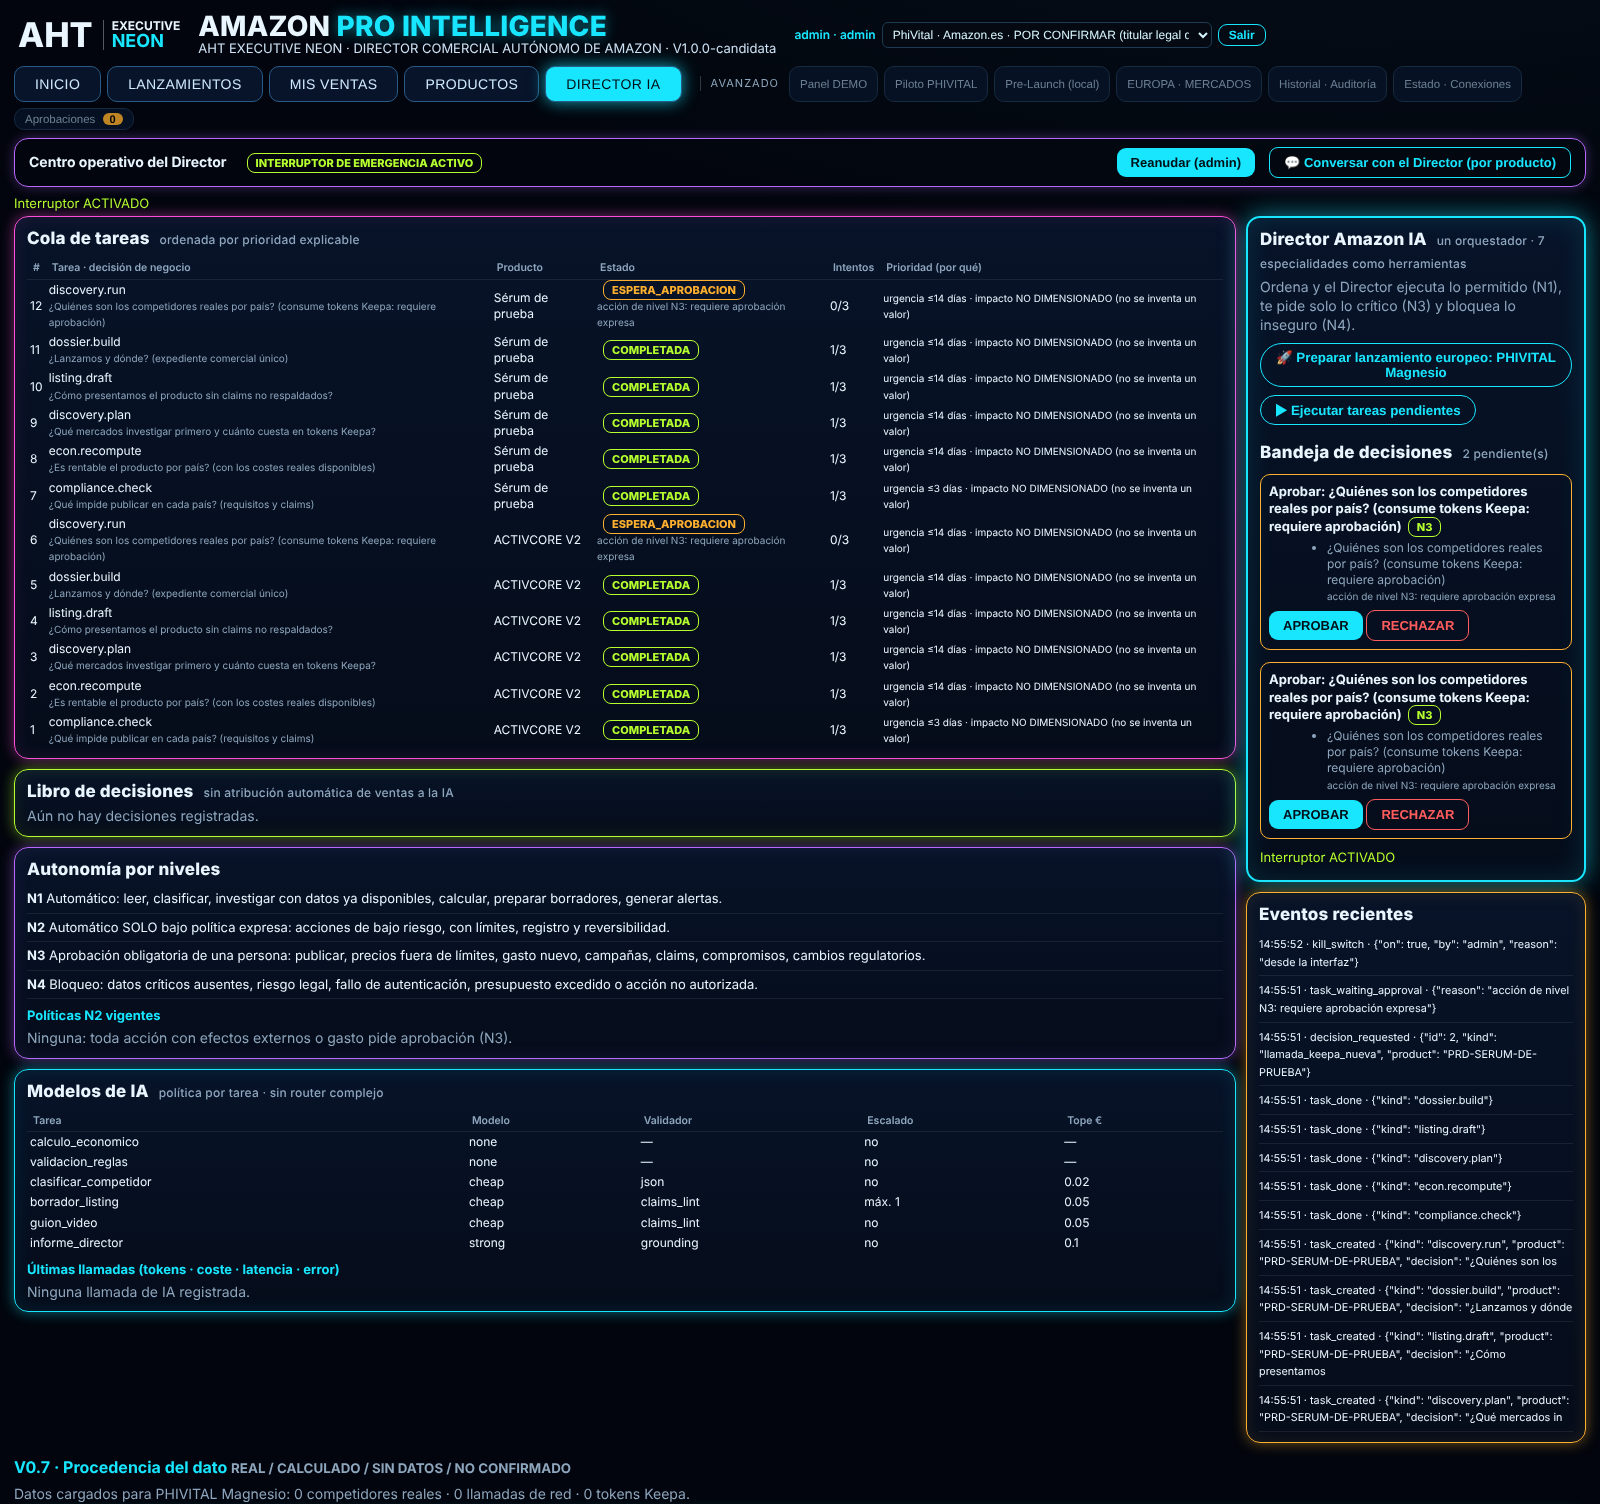 AHT
EXECUTIVE
NEON
AMAZON PRO INTELLIGENCE
AHT EXECUTIVE NEON · DIRECTOR COMERCIAL AUTÓNOMO DE AMAZON · V1.0.0-candidata
admin · admin
PhiVital · Amazon.es · POR CONFIRMAR (titular legal d
Salir
INICIO
LANZAMIENTOS
MIS VENTAS
PRODUCTOS
DIRECTOR IA
AVANZADO
Panel DEMO
Piloto PHIVITAL
Pre-Launch (local)
EUROPA · MERCADOS
Historial · Auditoría
Estado · Conexiones
Aprobaciones 0
Centro operativo del Director
INTERRUPTOR DE EMERGENCIA ACTIVO
Reanudar (admin)
💬 Conversar con el Director (por producto)
Interruptor ACTIVADO
Cola de tareas ordenada por prioridad explicable
# Tarea · decisión de negocio Producto Estado Intentos Prioridad (por qué)
12 discovery.run
¿Quiénes son los competidores reales por país? (consume tokens Keepa: requiere
aprobación)
Sérum de
prueba
ESPERA_APROBACION
acción de nivel N3: requiere aprobación
expresa
0/3
urgencia ≤14 días · impacto NO DIMENSIONADO (no se inventa un
valor)
11 dossier.build
¿Lanzamos y dónde? (expediente comercial único)
Sérum de
prueba
COMPLETADA
1/3
urgencia ≤14 días · impacto NO DIMENSIONADO (no se inventa un
valor)
10 listing.draft
¿Cómo presentamos el producto sin claims no respaldados?
Sérum de
prueba
COMPLETADA
1/3
urgencia ≤14 días · impacto NO DIMENSIONADO (no se inventa un
valor)
9 discovery.plan
¿Qué mercados investigar primero y cuánto cuesta en tokens Keepa?
Sérum de
prueba
COMPLETADA
1/3
urgencia ≤14 días · impacto NO DIMENSIONADO (no se inventa un
valor)
8 econ.recompute
¿Es rentable el producto por país? (con los costes reales disponibles)
Sérum de
prueba
COMPLETADA
1/3
urgencia ≤14 días · impacto NO DIMENSIONADO (no se inventa un
valor)
7 compliance.check
¿Qué impide publicar en cada país? (requisitos y claims)
Sérum de
prueba
COMPLETADA
1/3
urgencia ≤3 días · impacto NO DIMENSIONADO (no se inventa un
valor)
6 discovery.run
¿Quiénes son los competidores reales por país? (consume tokens Keepa: requiere
aprobación)
ACTIVCORE V2
ESPERA_APROBACION
acción de nivel N3: requiere aprobación
expresa
0/3
urgencia ≤14 días · impacto NO DIMENSIONADO (no se inventa un
valor)
5 dossier.build
¿Lanzamos y dónde? (expediente comercial único)
ACTIVCORE V2
COMPLETADA
1/3
urgencia ≤14 días · impacto NO DIMENSIONADO (no se inventa un
valor)
4 listing.draft
¿Cómo presentamos el producto sin claims no respaldados?
ACTIVCORE V2
COMPLETADA
1/3
urgencia ≤14 días · impacto NO DIMENSIONADO (no se inventa un
valor)
3 discovery.plan
¿Qué mercados investigar primero y cuánto cuesta en tokens Keepa?
ACTIVCORE V2
COMPLETADA
1/3
urgencia ≤14 días · impacto NO DIMENSIONADO (no se inventa un
valor)
2 econ.recompute
¿Es rentable el producto por país? (con los costes reales disponibles)
ACTIVCORE V2
COMPLETADA
1/3
urgencia ≤14 días · impacto NO DIMENSIONADO (no se inventa un
valor)
1 compliance.check
¿Qué impide publicar en cada país? (requisitos y claims)
ACTIVCORE V2
COMPLETADA
1/3
urgencia ≤3 días · impacto NO DIMENSIONADO (no se inventa un
valor)
Libro de decisiones sin atribución automática de ventas a la IA
Aún no hay decisiones registradas.
Autonomía por niveles
N1 Automático: leer, clasificar, investigar con datos ya disponibles, calcular, preparar borradores, generar alertas.
N2 Automático SOLO bajo política expresa: acciones de bajo riesgo, con límites, registro y reversibilidad.
N3 Aprobación obligatoria de una persona: publicar, precios fuera de límites, gasto nuevo, campañas, claims, compromisos, cambios regulatorios.
N4 Bloqueo: datos críticos ausentes, riesgo legal, fallo de autenticación, presupuesto excedido o acción no autorizada.
Políticas N2 vigentes
Ninguna: toda acción con efectos externos o gasto pide aprobación (N3).
Modelos de IA política por tarea · sin router complejo
Tarea Modelo Validador Escalado Tope €
calculo_economico none — no —
validacion_reglas none — no —
clasificar_competidor cheap json no 0.02
borrador_listing cheap claims_lint máx. 1 0.05
guion_video cheap claims_lint no 0.05
informe_director strong grounding no 0.1
Últimas llamadas (tokens · coste · latencia · error)
Ninguna llamada de IA registrada.
Director Amazon IA un orquestador · 7
especialidades como herramientas
Ordena y el Director ejecuta lo permitido (N1),
te pide solo lo crítico (N3) y bloquea lo
inseguro (N4).
🚀 Preparar lanzamiento europeo: PHIVITAL
Magnesio
▶ Ejecutar tareas pendientes
Bandeja de decisiones 2 pendiente(s)
Aprobar: ¿Quiénes son los competidores
reales por país? (consume tokens Keepa:
requiere aprobación) N3
• ¿Quiénes son los competidores reales
por país? (consume tokens Keepa:
requiere aprobación)
acción de nivel N3: requiere aprobación expresa
APROBAR RECHAZAR
Aprobar: ¿Quiénes son los competidores
reales por país? (consume tokens Keepa:
requiere aprobación) N3
• ¿Quiénes son los competidores reales
por país? (consume tokens Keepa:
requiere aprobación)
acción de nivel N3: requiere aprobación expresa
APROBAR RECHAZAR
Interruptor ACTIVADO
Eventos recientes
14:55:52 · kill_switch · {"on": true, "by": "admin", "reason":
"desde la interfaz"}
14:55:51 · task_waiting_approval · {"reason": "acción de nivel
N3: requiere aprobación expresa"}
14:55:51 · decision_requested · {"id": 2, "kind":
"llamada_keepa_nueva", "product": "PRD-SERUM-DE-
PRUEBA"}
14:55:51 · task_done · {"kind": "dossier.build"}
14:55:51 · task_done · {"kind": "listing.draft"}
14:55:51 · task_done · {"kind": "discovery.plan"}
14:55:51 · task_done · {"kind": "econ.recompute"}
14:55:51 · task_done · {"kind": "compliance.check"}
14:55:51 · task_created · {"kind": "discovery.run", "product":
"PRD-SERUM-DE-PRUEBA", "decision": "¿Quiénes son los
14:55:51 · task_created · {"kind": "dossier.build", "product":
"PRD-SERUM-DE-PRUEBA", "decision": "¿Lanzamos y dónde
14:55:51 · task_created · {"kind": "listing.draft", "product":
"PRD-SERUM-DE-PRUEBA", "decision": "¿Cómo
presentamos
14:55:51 · task_created · {"kind": "discovery.plan", "product":
"PRD-SERUM-DE-PRUEBA", "decision": "¿Qué mercados in
V0.7 · Procedencia del dato REAL / CALCULADO / SIN DATOS / NO CONFIRMADO
Datos cargados para PHIVITAL Magnesio: 0 competidores reales · 0 llamadas de red · 0 tokens Keepa.